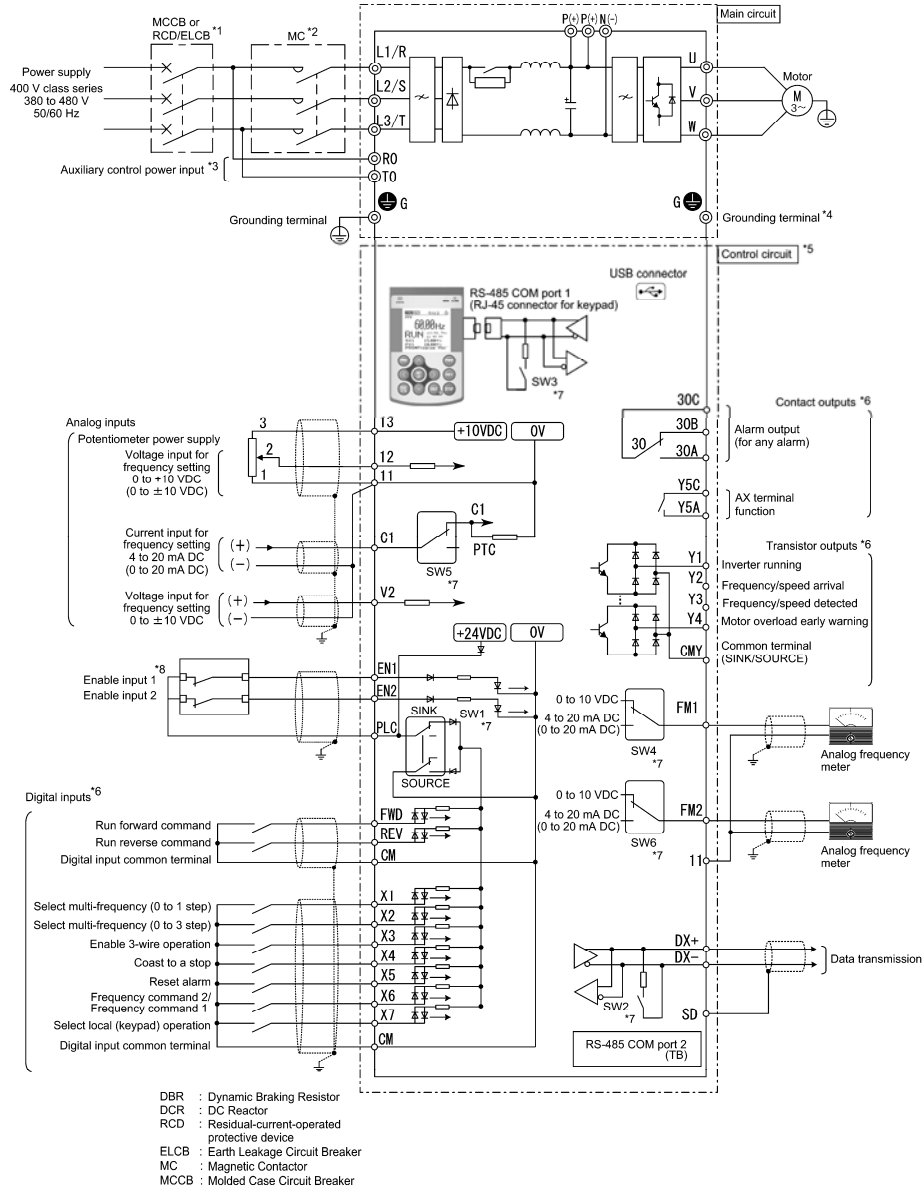 MCCB or
RCD/ELCB *1
MC *2
P(+) P(+) N(-)
Main circuit
Power supply
400 V class series
380 to 480 V
50/60 Hz
L1/R
L2/S
L3/T
U
V
W
Motor
M
3~
Auxiliary control power input *3
R0
T0
G
G
Grounding terminal
Grounding terminal *4
Control circuit *5
USB connector
RS-485 COM port 1
(RJ-45 connector for keypad)
60.00Hz
RUN
SW3
*7
Analog inputs
Potentiometer power supply
Voltage input for
frequency setting
0 to +10 VDC
(0 to ±10 VDC)
3
2
1
13
12
11
+10VDC
0V
Current input for
frequency setting
4 to 20 mA DC
(0 to 20 mA DC)
(+)
(-)
C1
C1
PTC
SW5
*7
Voltage input for
frequency setting
0 to ±10 VDC
(+)
(-)
V2
+24VDC
0V
30C
30B
30
30A
Contact outputs *6
Alarm output
(for any alarm)
Y5C
Y5A
AX terminal
function
Transistor outputs *6
Y1
Inverter running
Y2
Frequency/speed arrival
Y3
Frequency/speed detected
Y4
Motor overload early warning
CMY
Common terminal
(SINK/SOURCE)
*8
Enable input 1
Enable input 2
EN1
EN2
PLC
SINK
SW1
*7
SOURCE
0 to 10 VDC
4 to 20 mA DC
(0 to 20 mA DC)
SW4
*7
FM1
Analog frequency
meter
0 to 10 VDC
4 to 20 mA DC
(0 to 20 mA DC)
SW6
*7
FM2
11
Analog frequency
meter
Digital inputs *6
Run forward command
FWD
Run reverse command
REV
Digital input common terminal
CM
Select multi-frequency (0 to 1 step)
X1
Select multi-frequency (0 to 3 step)
X2
Enable 3-wire operation
X3
Coast to a stop
X4
Reset alarm
X5
Frequency command 2/
Frequency command 1
X6
Select local (keypad) operation
X7
Digital input common terminal
CM
DX+
DX-
Data transmission
SW2
*7
SD
RS-485 COM port 2
(TB)
DBR : Dynamic Braking Resistor
DCR : DC Reactor
RCD : Residual-current-operated
protective device
ELCB : Earth Leakage Circuit Breaker
MC : Magnetic Contactor
MCCB : Molded Case Circuit Breaker